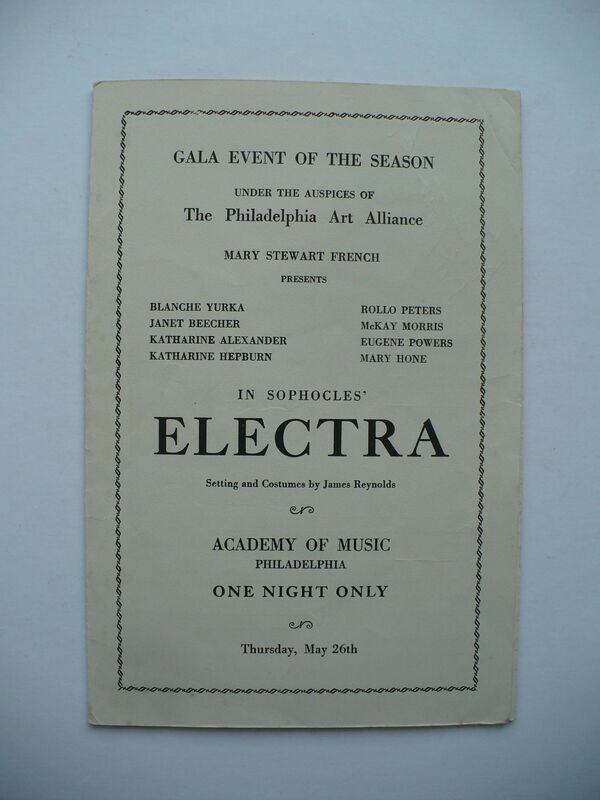 GALA EVENT OF THE SEASON
UNDER THE AUSPICES OF
The Philadelphia Art Alliance
MARY STEWART FRENCH
PRESENTS
BLANCHE YURKA ROLLO PETERS
JANET BEECHER McKAY MORRIS
KATHARINE ALEXANDER EUGENE POWERS
KATHARINE HEPBURN MARY HONE
IN SOPHOCLES'
ELECTRA
Setting and Costumes by James Reynolds
ACADEMY OF MUSIC
PHILADELPHIA
ONE NIGHT ONLY
Thursday, May 26th